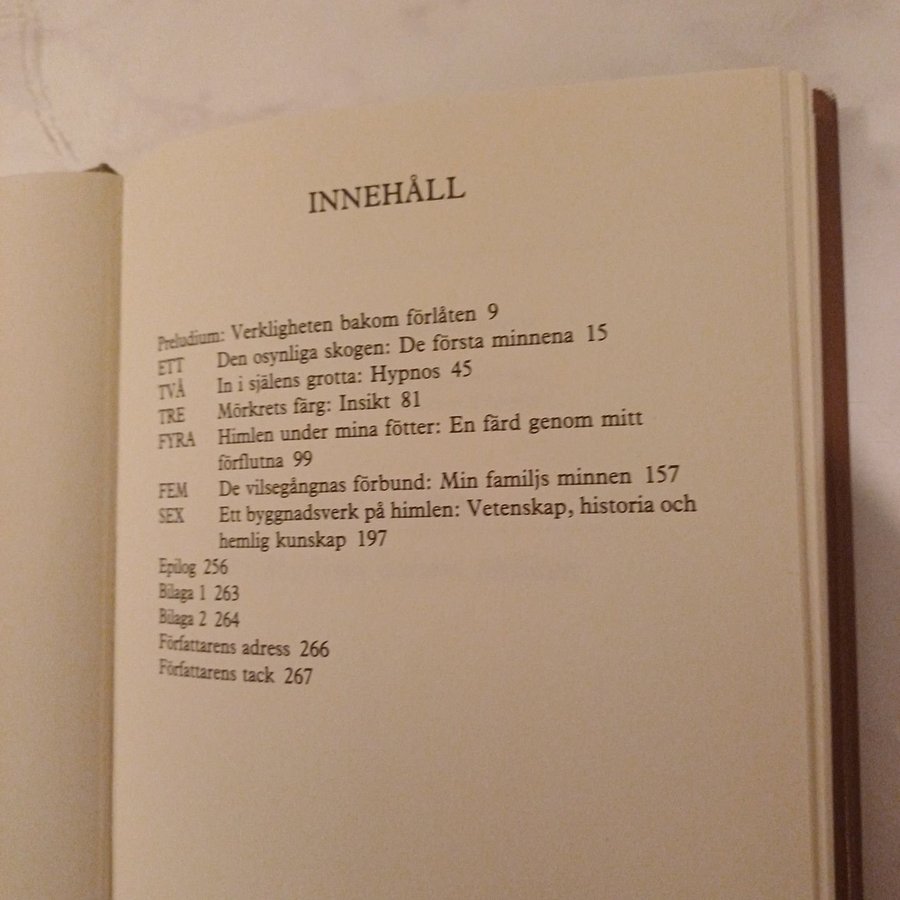 INNEHÅLL
Preludium: Verkligheten bakom förlåten 9
ETT Den osynliga skogen: De första minnena 15
TVÅ In i själens grotta: Hypnos 45
TRE Mörkrets färg: Insikt 81
FYRA Himlen under mina fötter: En färd genom mitt
förflutna 99
FEM De vilsegångnas förbund: Min familjs minnen 157
SEX Ett byggnadsverk på himlen: Vetenskap, historia och
hemlig kunskap 197
Epilog 256
Bilaga 1 263
Bilaga 2 264
Författarens adress 266
Författarens tack 267